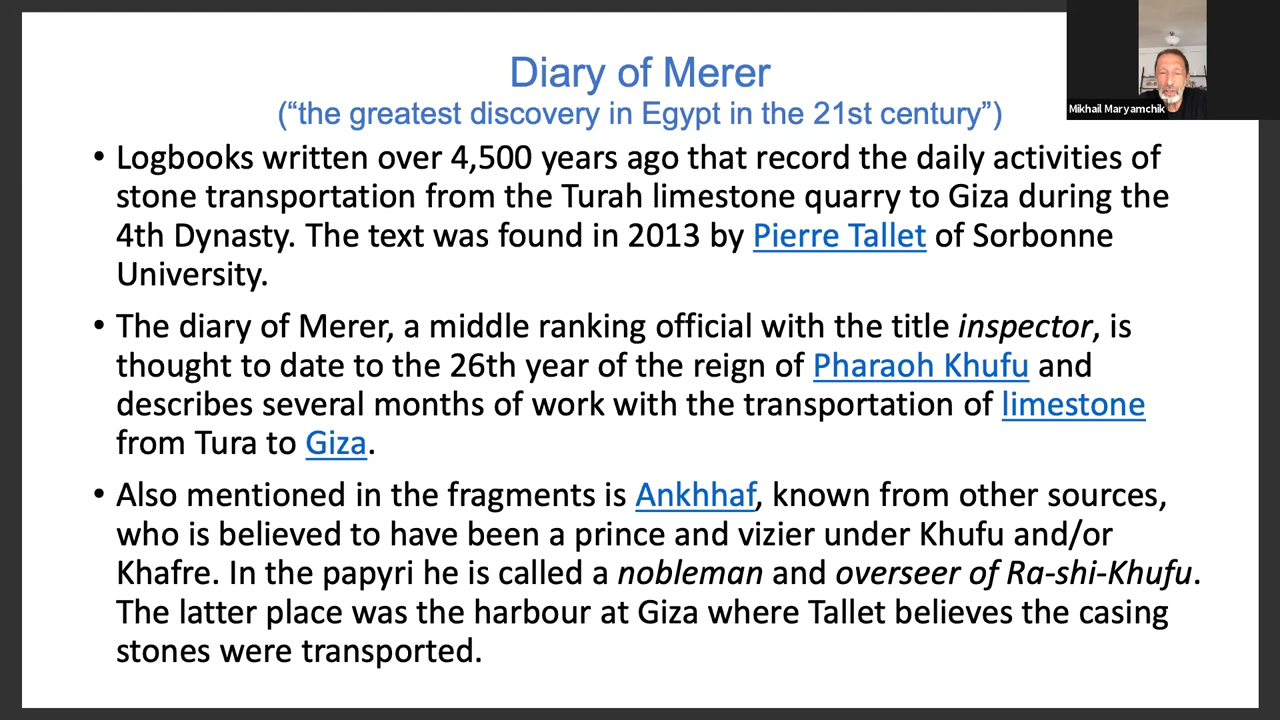 Diary of Merer
(“the greatest discovery in Egypt in the 21st century”)
Mikhail Maryamchik
• Logbooks written over 4,500 years ago that record the daily activities of
stone transportation from the Turah limestone quarry to Giza during the
4th Dynasty. The text was found in 2013 by Pierre Tallet of Sorbonne
University.
• The diary of Merer, a middle ranking official with the title inspector, is
thought to date to the 26th year of the reign of Pharaoh Khufu and
describes several months of work with the transportation of limestone
from Tura to Giza.
• Also mentioned in the fragments is Ankhhaf, known from other sources,
who is believed to have been a prince and vizier under Khufu and/or
Khafre. In the papyri he is called a nobleman and overseer of Ra-shi-Khufu.
The latter place was the harbour at Giza where Tallet believes the casing
stones were transported.